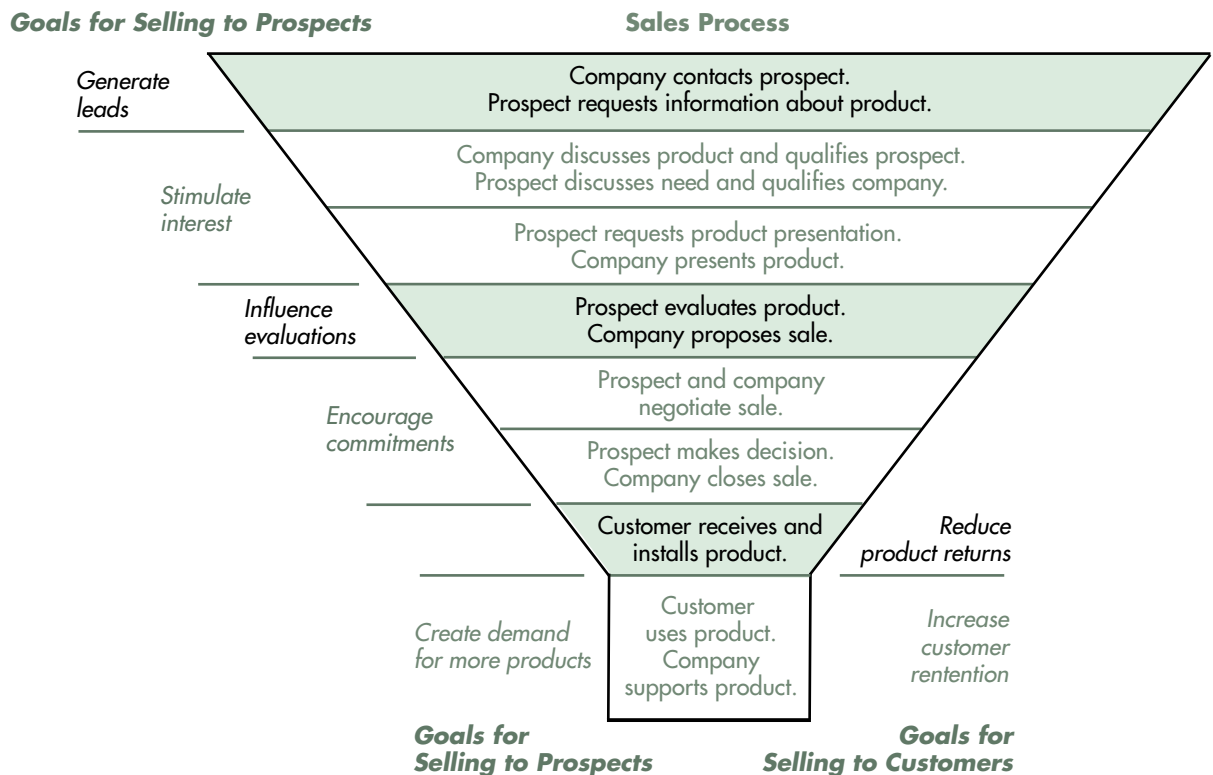 Goals for Selling to Prospects
Sales Process
Generate
leads
Company contacts prospect.
Prospect requests information about product.
Company discusses product and qualifies prospect.
Prospect discusses need and qualifies company.
Stimulate
interest
Prospect requests product presentation.
Company presents product.
Influence
evaluations
Prospect evaluates product.
Company proposes sale.
Prospect and company
negotiate sale.
Encourage
commitments
Prospect makes decision.
Company closes sale.
Customer receives and
installs product.
Reduce
product returns
Create demand
for more products
Customer
uses product.
Company
supports product.
Increase
customer
rentention
Goals for
Selling to Prospects
Goals for
Selling to Customers